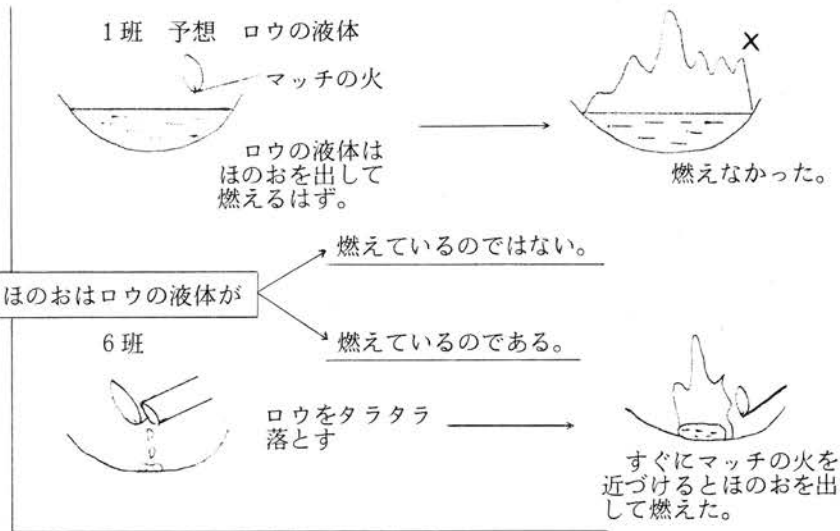 1班 予想 ロウの液体
マッチの火
ロウの液体は
ほのおを出して
燃えるはず。
×
燃えなかった。
燃えているのではない。
ほのおはロウの液体が
燃えているのである。
6班
ロウをタラタラ
落とす
すぐにマッチの火を
近づけるとほのおを出
して燃えた。